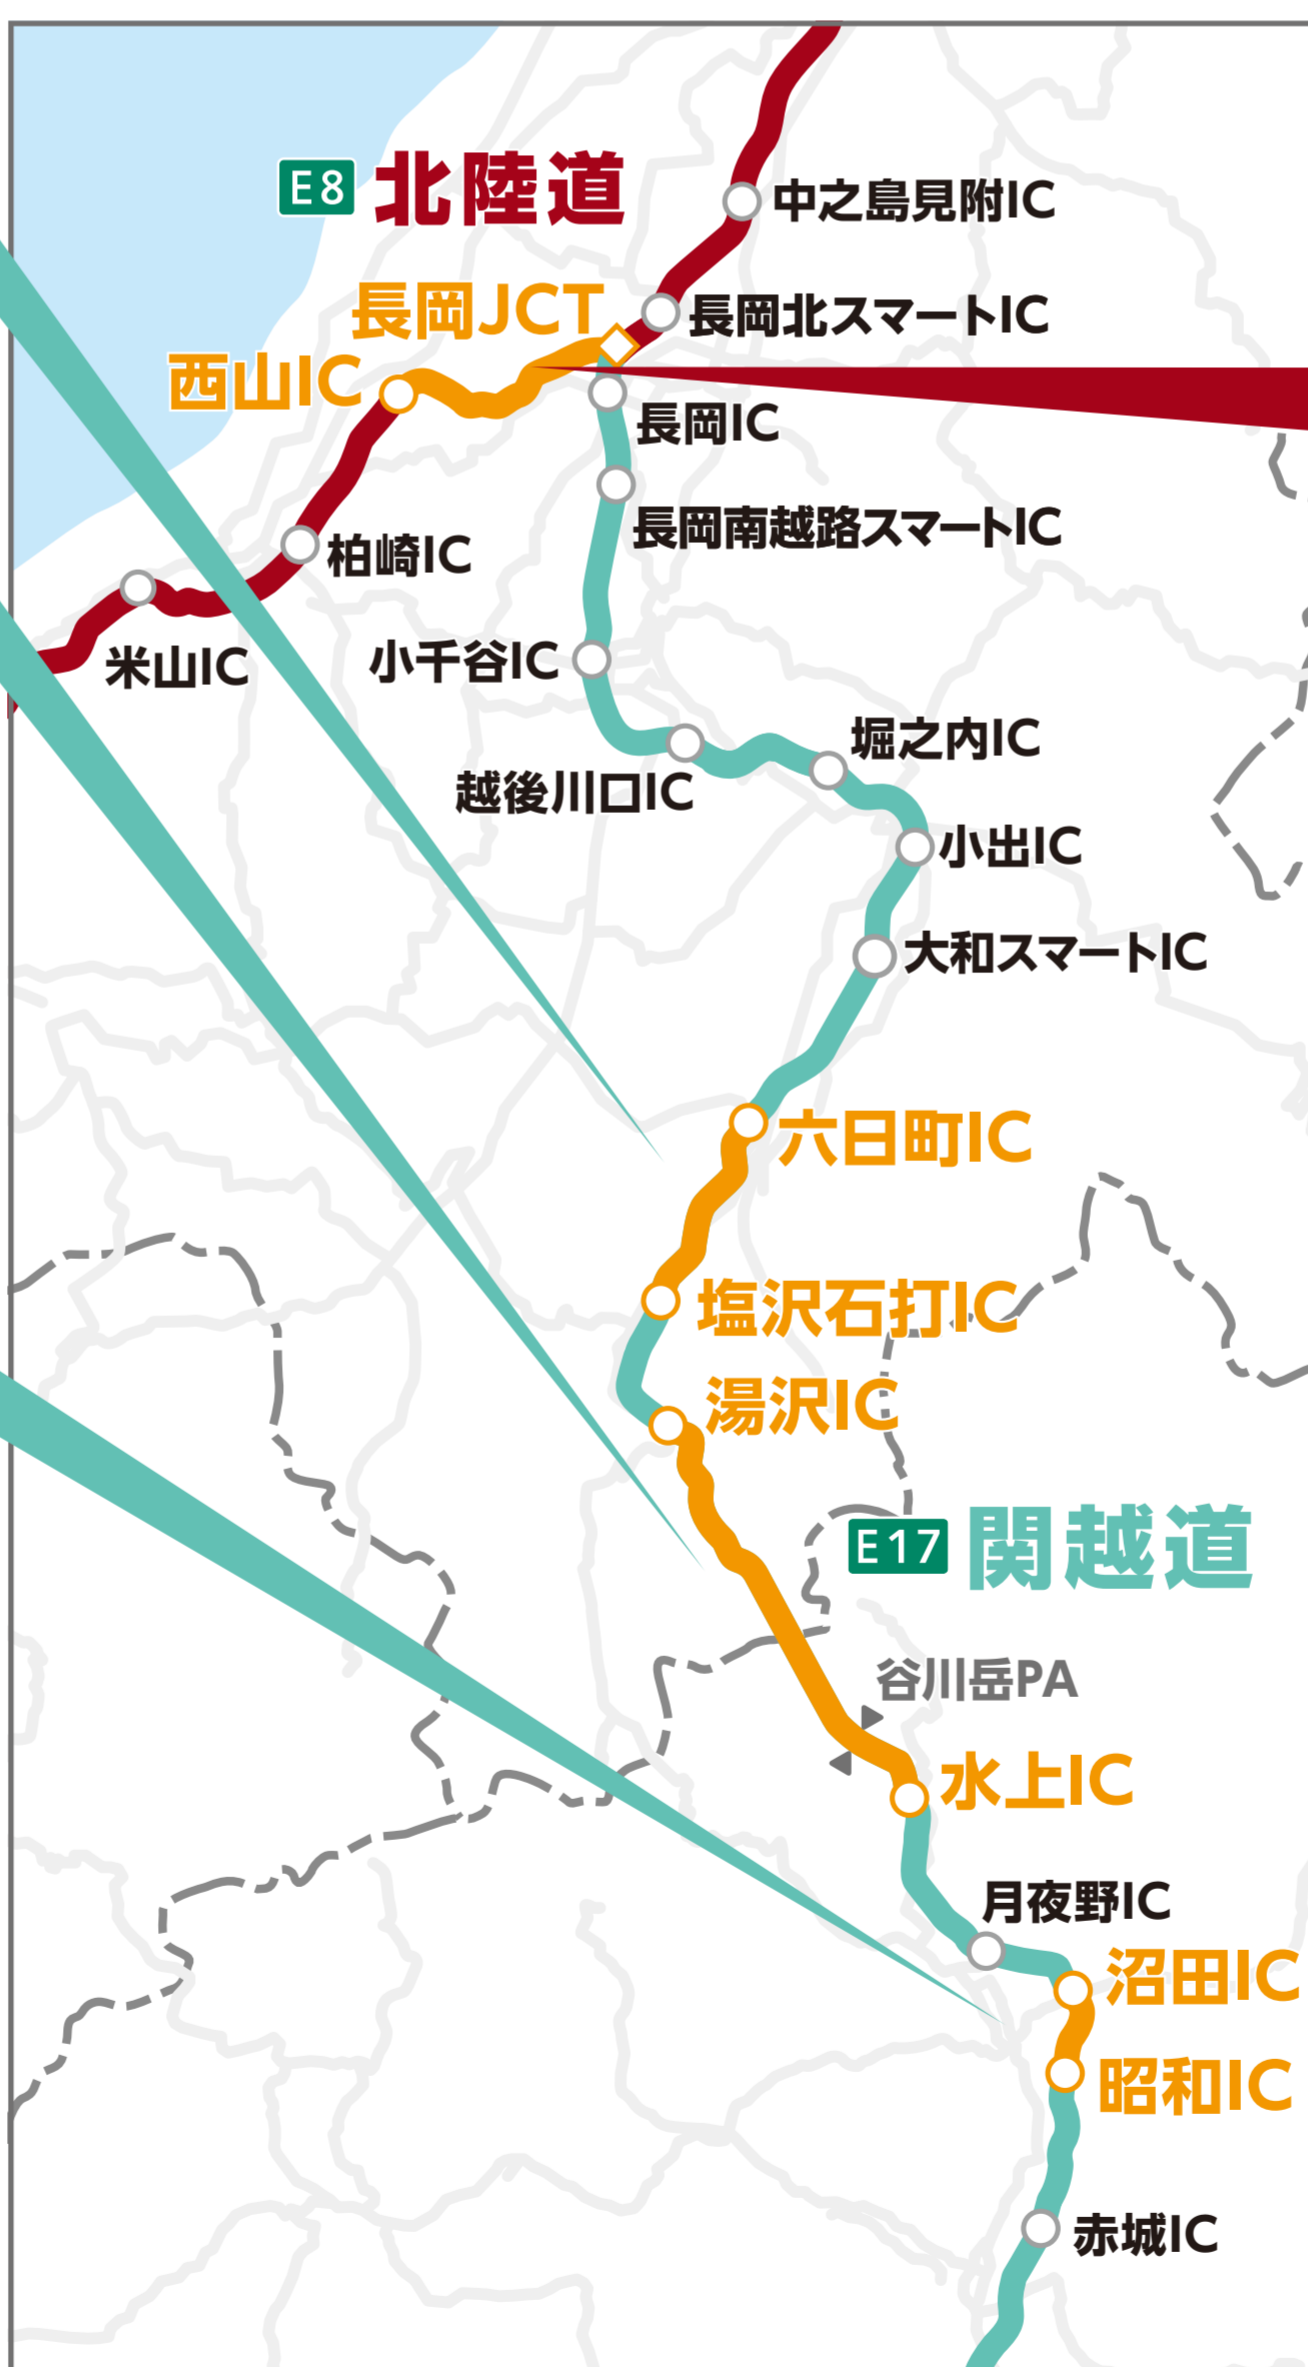 E8 北陸道
中之島見附IC
長岡JCT
長岡北スマートIC
西山IC
長岡IC
長岡南越路スマートIC
柏崎IC
米山IC
小千谷IC
堀之内IC
越後川口IC
小出IC
大和スマートIC
六日町IC
塩沢石打IC
湯沢IC
E17 関越道
谷川岳PA
水上IC
月夜野IC
沼田IC
昭和IC
赤城IC